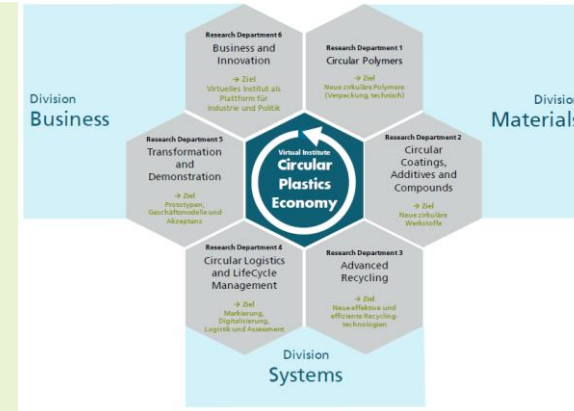 Research Department 6
Business and
Innovation
→ Ziel
Virtuelles Institut als
Plattform für
Industrie und Politik
Research Department 1
Circular Polymers
→ Ziel
Neue zirkuläre Polymere
(Verpackung, technisch)
Division
Business
Division
Materials
Research Department 5
Transformation
and
Demonstration
→ Ziel
Prototypen,
Geschäftsmodelle und
Akzeptanz
Virtual Institute
Circular
Plastics
Economy
Research Department 2
Circular
Coatings,
Additives and
Compounds
→ Ziel
Neue zirkuläre
Werkstoffe
Research Department 4
Circular Logistics
and LifeCycle
Management
→ Ziel
Markierung,
Digitalisierung,
Logistik und Assessment
Research Department 3
Advanced
Recycling
→ Ziel
Neue effektive und
effiziente Recycling-
technologien
Division
Systems